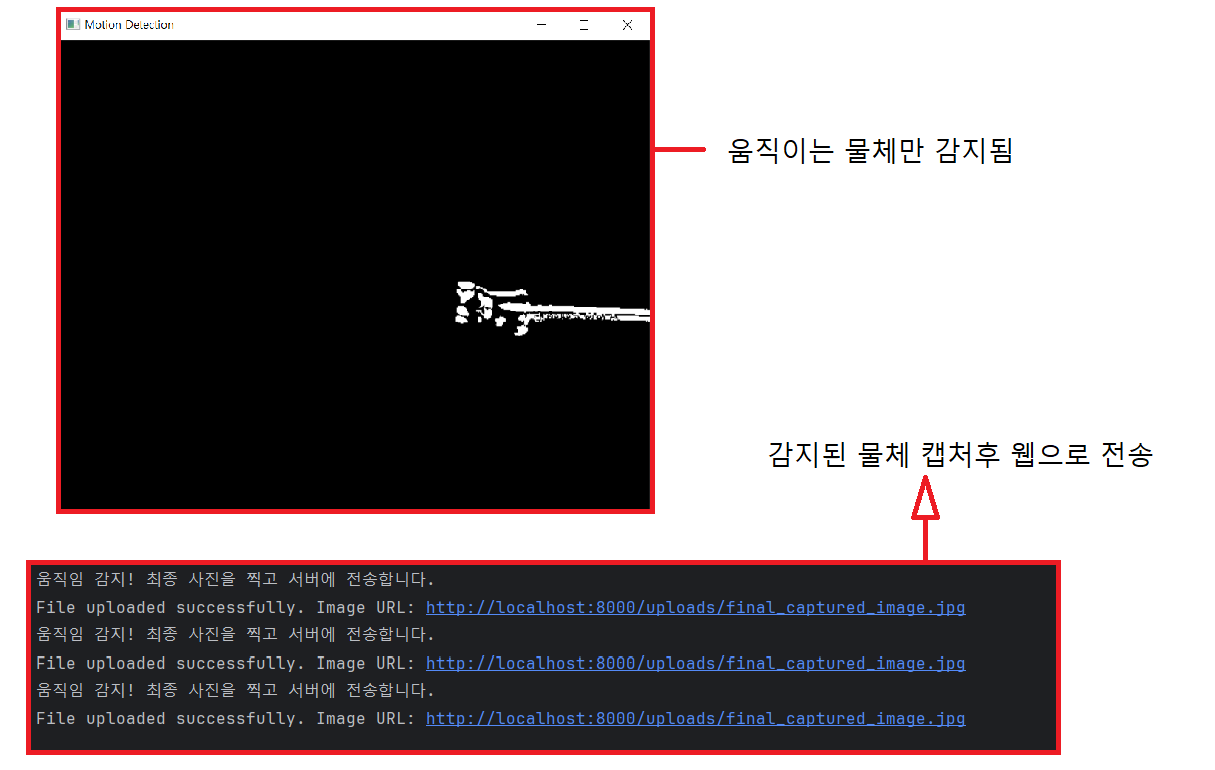 Motion Detection
움직이는 물체만 감지됨
감지된 물체 캡처후 웹으로 전송
움직임 감지! 최종 사진을 찍고 서버에 전송합니다.
File uploaded successfully. Image URL: http://localhost:8000/uploads/final_captured_image.jpg
움직임 감지! 최종 사진을 찍고 서버에 전송합니다.
File uploaded successfully. Image URL: http://localhost:8000/uploads/final_captured_image.jpg
움직임 감지! 최종 사진을 찍고 서버에 전송합니다.
File uploaded successfully. Image URL: http://localhost:8000/uploads/final_captured_image.jpg